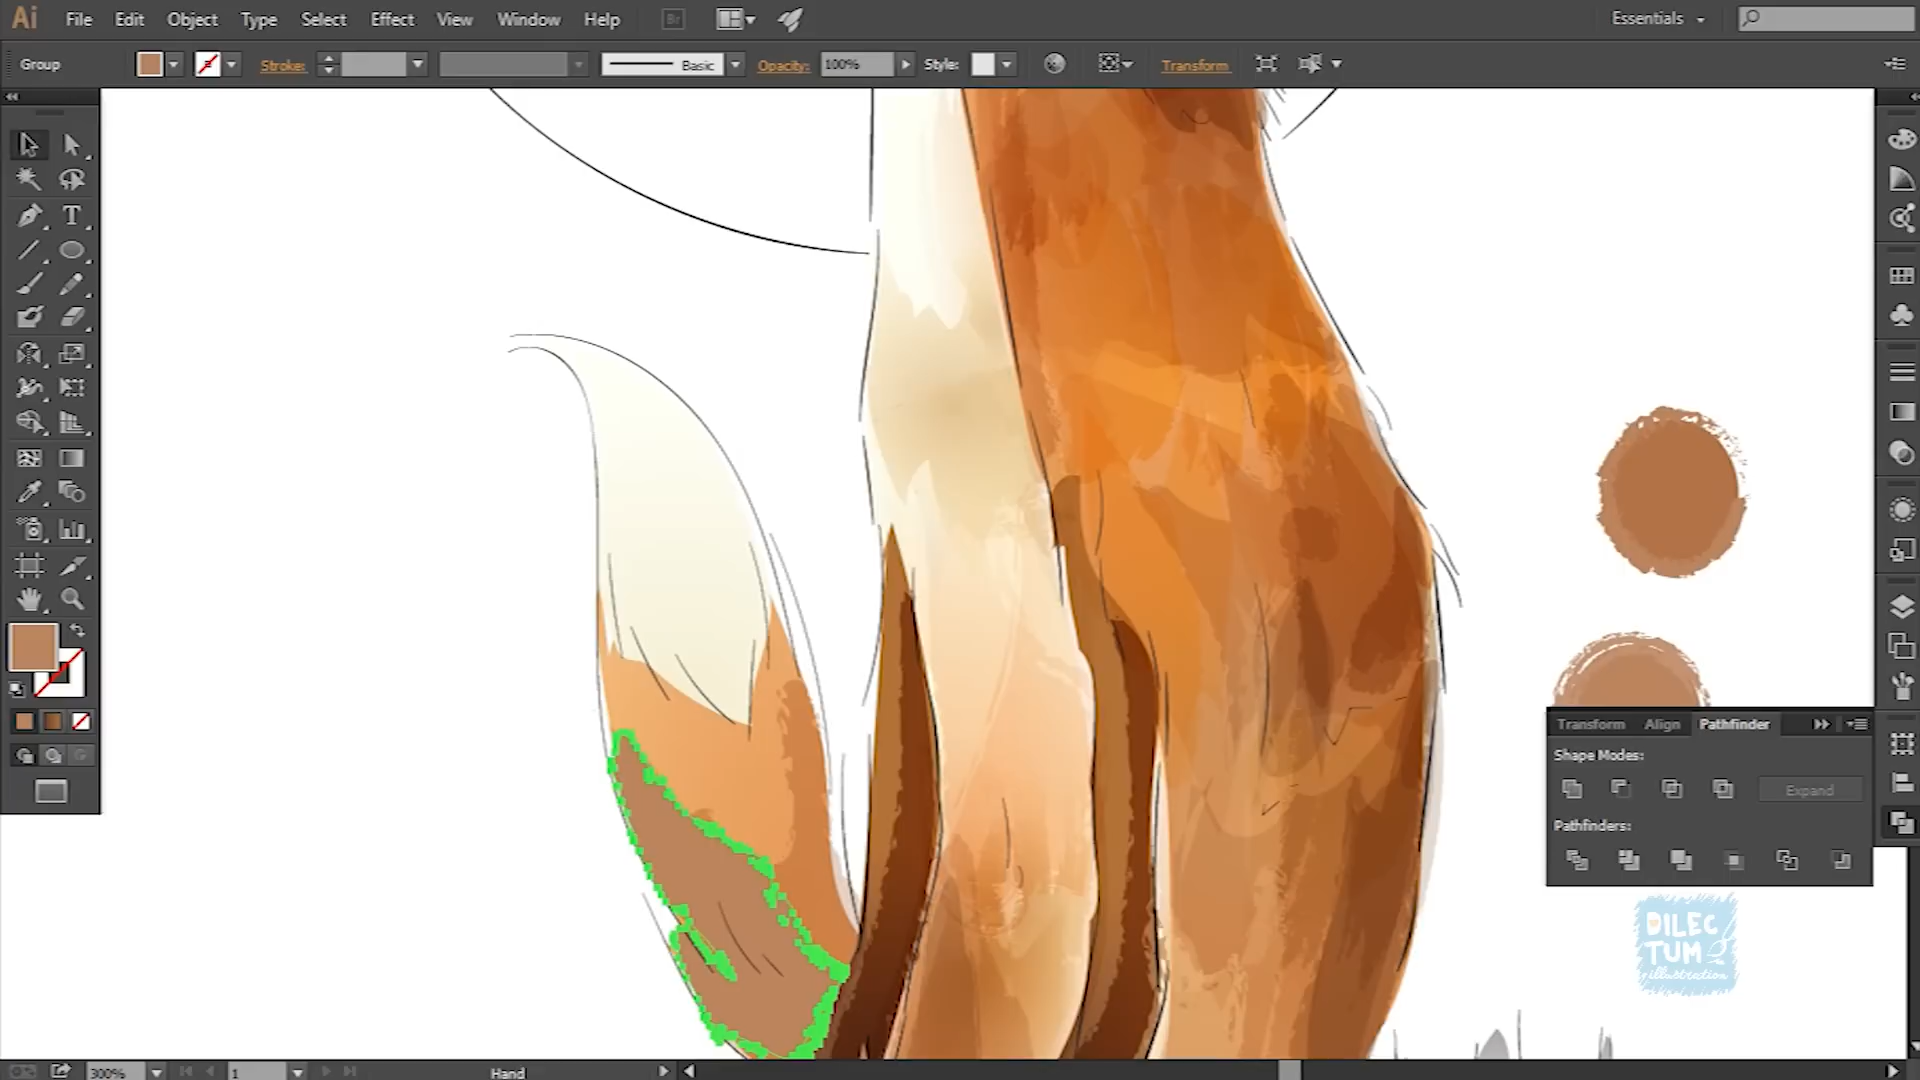 Ai File Edit Object Type Select Effect View Window Help Br Essentials
Group Stroke: Basic Opacity: 100% Style: Transform
T
Transform Align Pathfinder
Shape Modes:
Expand
Pathfinders:
DILEC
TUM
illustration
300% 1 Hand